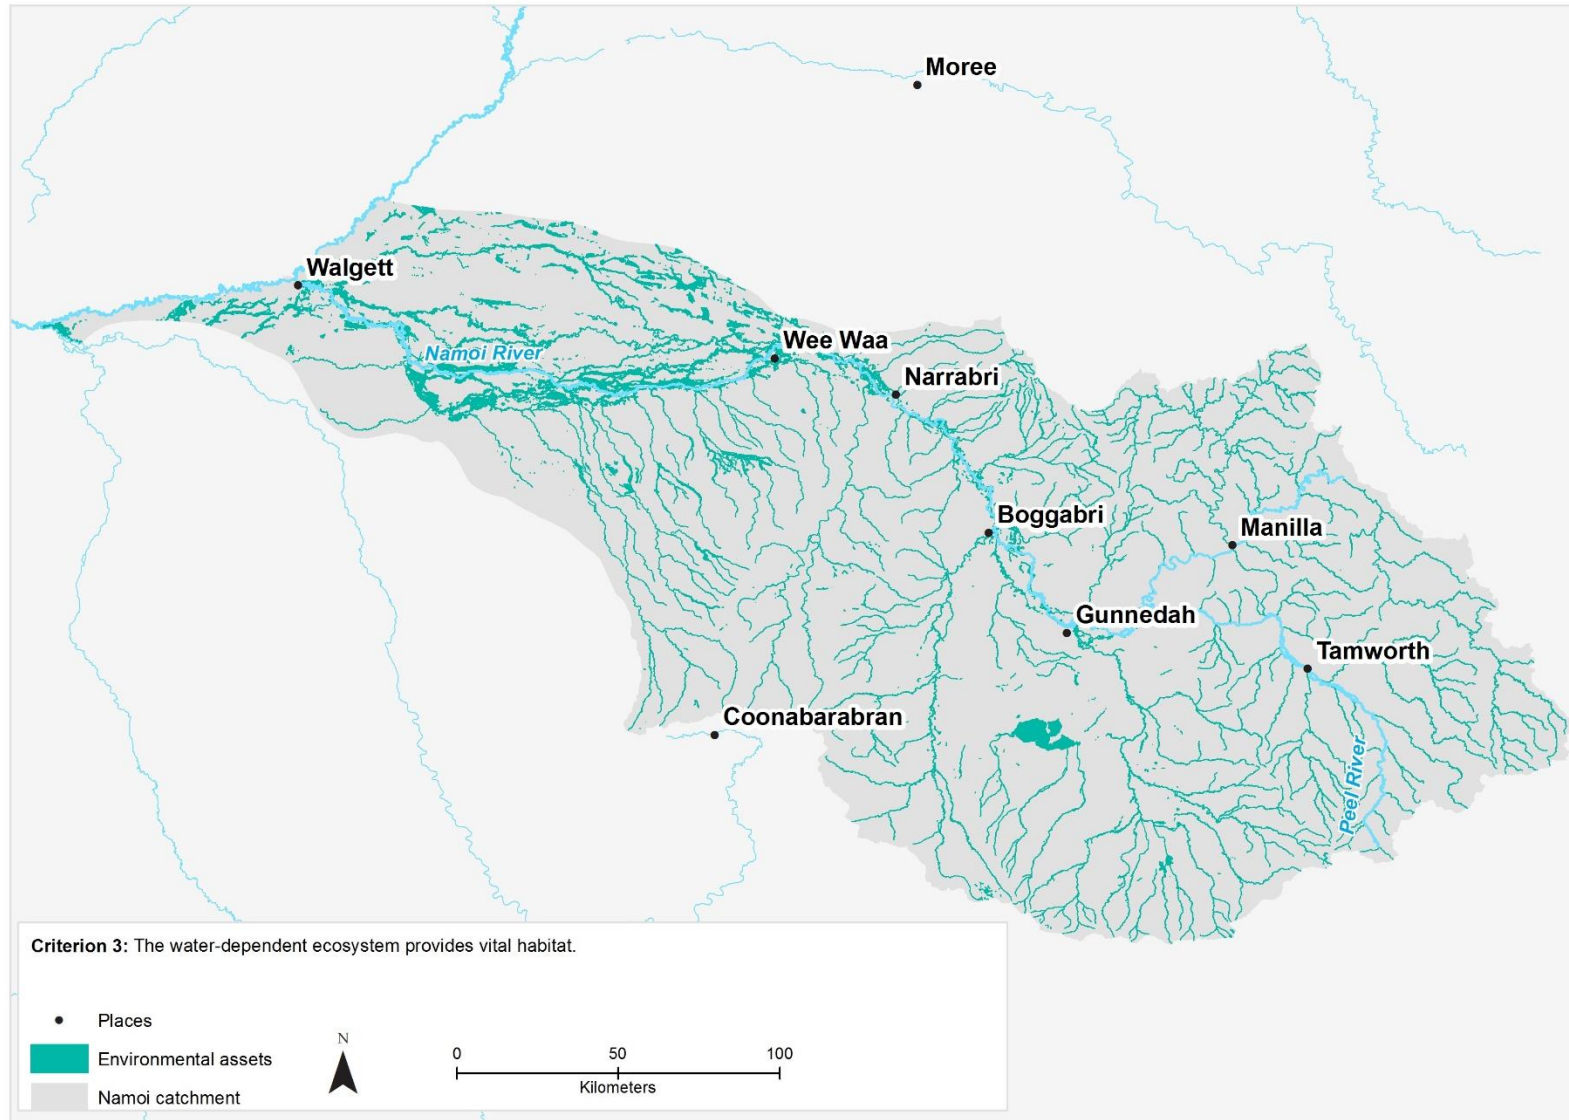 Moree
Walgett
Namoi River
Wee Waa
Narrabri
Boggabri
Manilla
Gunnedah
Tamworth
Coonabarabran
Peel River
Criterion 3: The water-dependent ecosystem provides vital habitat.
Places
Environmental assets
Namoi catchment
N
0 50 100
Kilometers